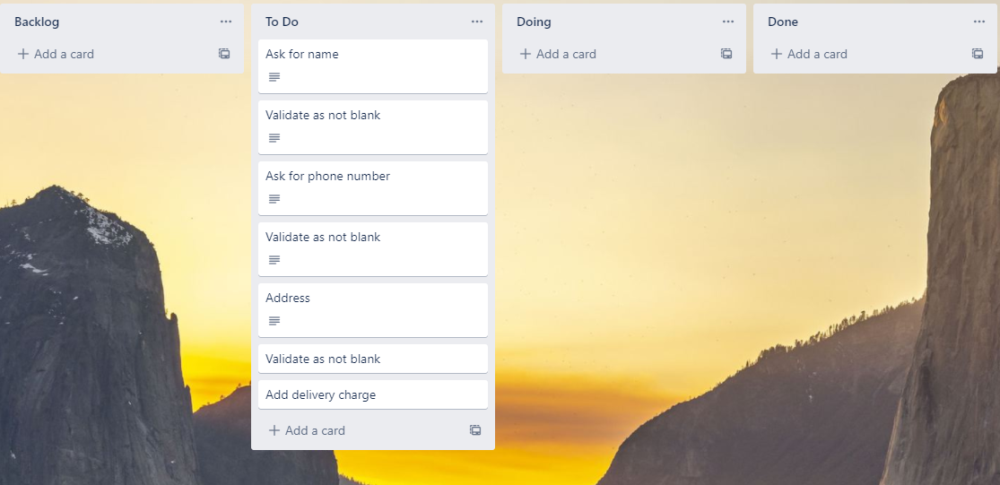 Backlog
Add a card
To Do
Ask for name
Validate as not blank
Ask for phone number
Validate as not blank
Address
Validate as not blank
Add delivery charge
Add a card
Doing
Add a card
Done
Add a card